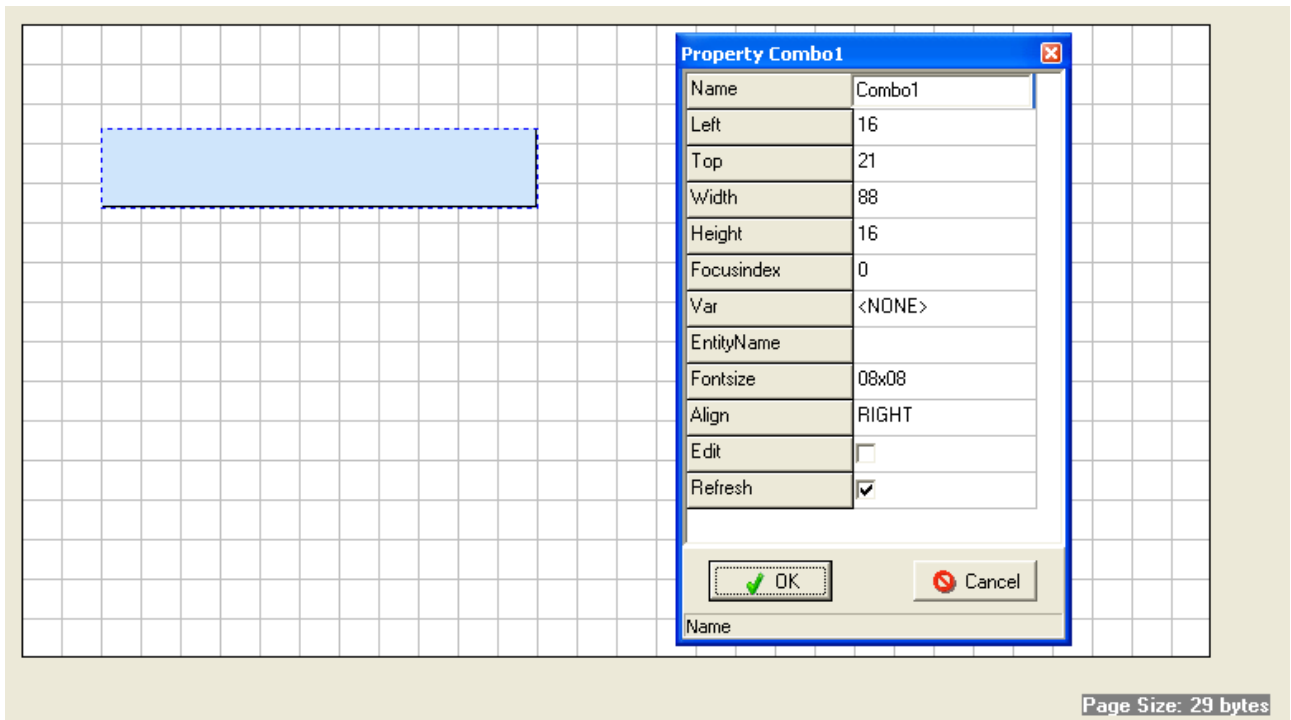 Property Combo1
Name Combo1
Left 16
Top 21
Width 88
Height 16
Focusindex 0
Var <NONE>
EntityName
Fontsize 08x08
Align RIGHT
Edit
Refresh
OK Cancel
Name
Page Size: 29 bytes